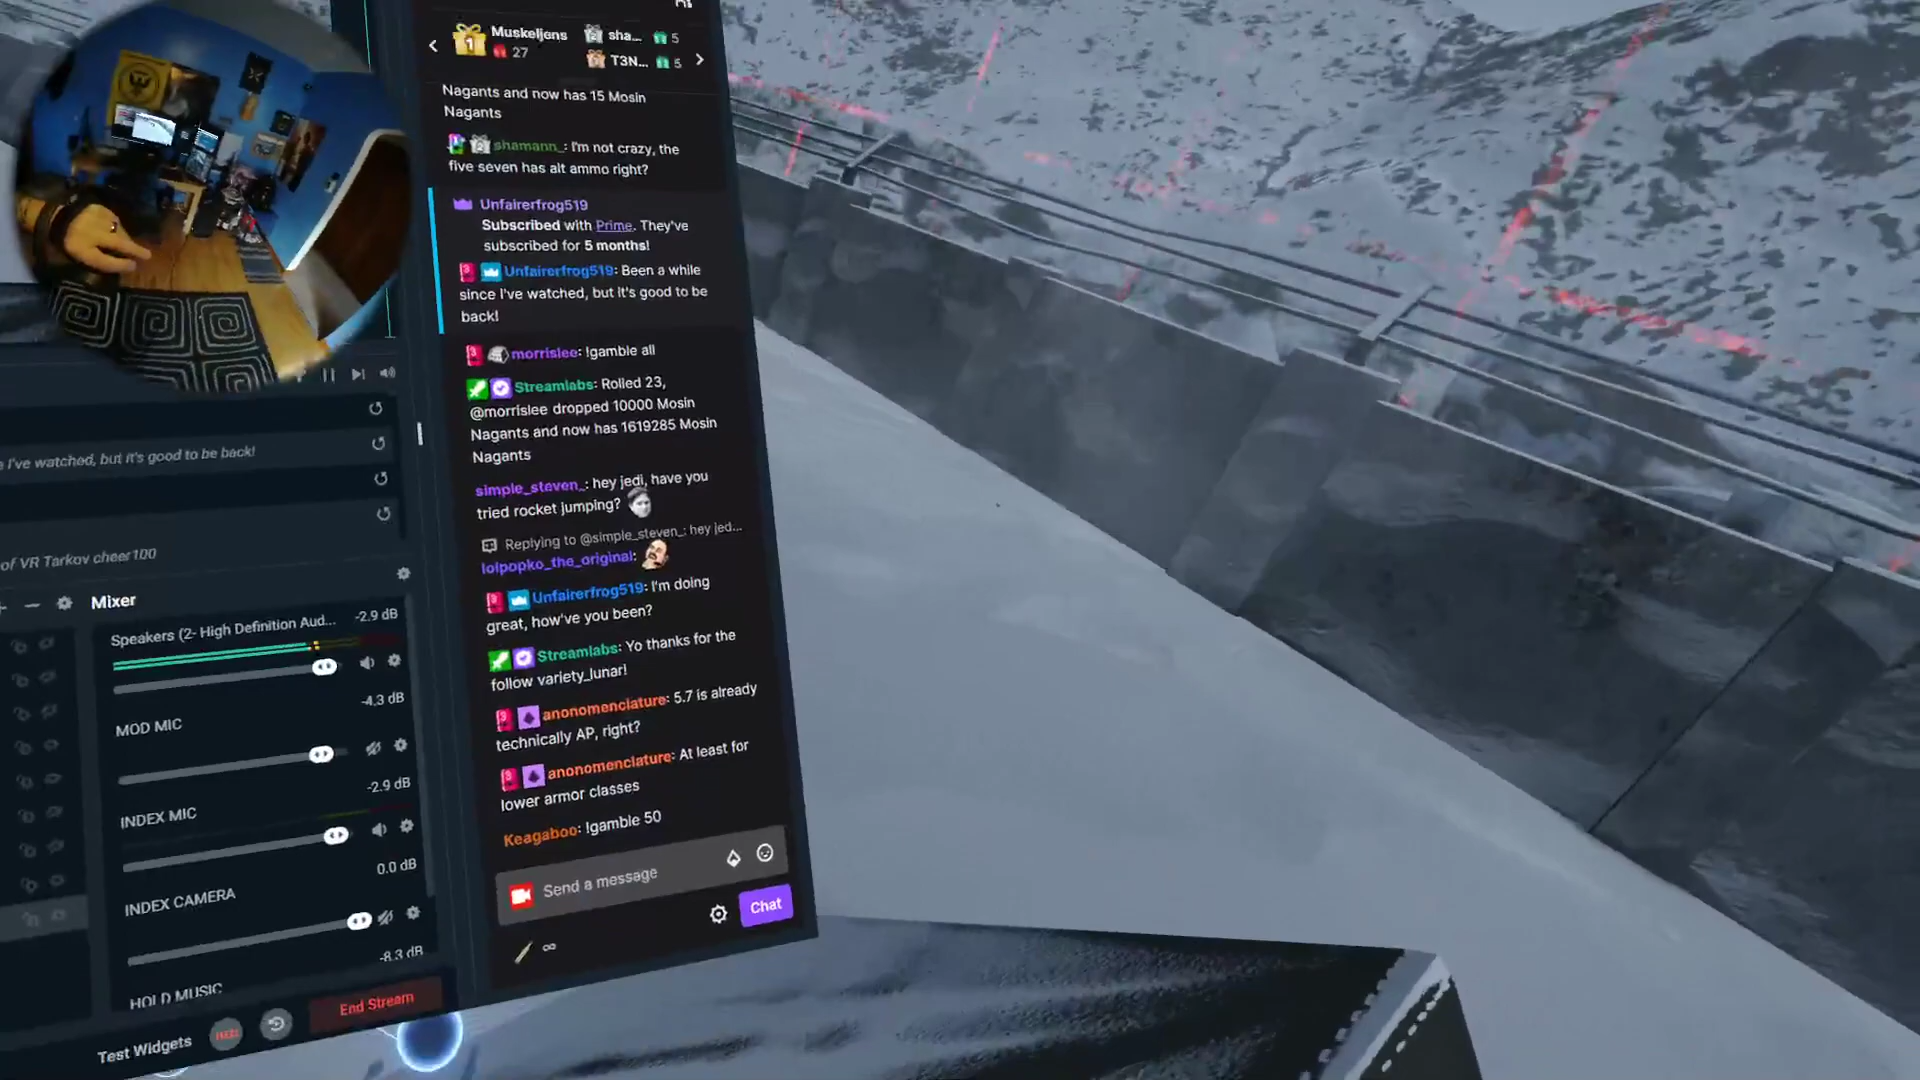 Muskeljens
27
sha...
5
T3N...
5
Nagants and now has 15 Mosin
Nagants
shamann_: I'm not crazy, the
five seven has alt ammo right?
Unfairerfrog519
Subscribed with Prime. They've
subscribed for 5 months!
Unfairerfrog519: Been a while
since I've watched, but it's good to be
back!
morrislee: !gamble all
Streamlabs: Rolled 23,
@morrislee dropped 10000 Mosin
Nagants and now has 1619285 Mosin
Nagants
simple_steven_: hey jedi, have you
tried rocket jumping?
Replying to @simple_steven_: hey jed...
lolpopko_the_original:
Unfairerfrog519: I'm doing
great, how've you been?
Streamlabs: Yo thanks for the
follow variety_lunar!
anonomenclature: 5.7 is already
technically AP, right?
anonomenclature: At least for
lower armor classes
Keagaboo: !gamble 50
Send a message
Chat
∞
I've watched, but it's good to be back!
of VR Tarkov cheer100
Mixer
Speakers (2- High Definition Aud...
-2.9 dB
MOD MIC
-4.3 dB
INDEX MIC
-2.9 dB
INDEX CAMERA
0.0 dB
HOLD MUSIC
-8.3 dB
Test Widgets
REC
End Stream